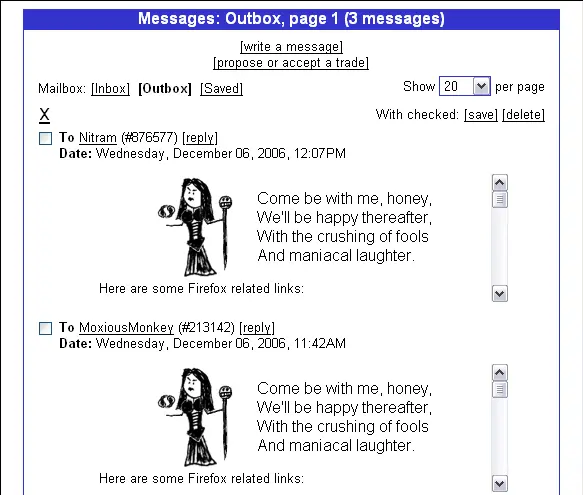 Messages: Outbox, page 1 (3 messages)
[write a message]
[propose or accept a trade]
Mailbox: [Inbox] [Outbox] [Saved]
Show 20 per page
X
With checked: [save] [delete]
To Nitram (#876577) [reply]
Date: Wednesday, December 06, 2006, 12:07PM
Come be with me, honey,
We'll be happy thereafter,
With the crushing of fools
And maniacal laughter.
Here are some Firefox related links:
To MoxiousMonkey (#213142) [reply]
Date: Wednesday, December 06, 2006, 11:42AM
Come be with me, honey,
We'll be happy thereafter,
With the crushing of fools
And maniacal laughter.
Here are some Firefox related links: